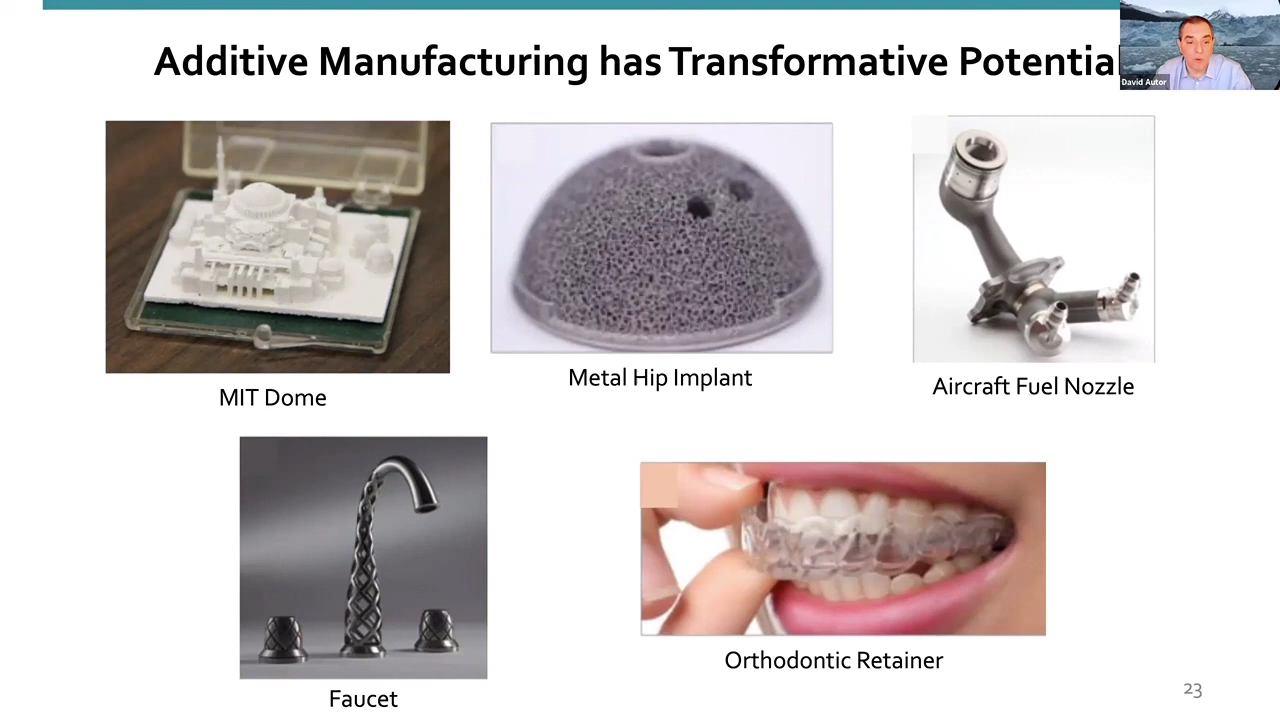 Additive Manufacturing has Transformative Potential
David Autor
MIT Dome
Metal Hip Implant
Aircraft Fuel Nozzle
Faucet
Orthodontic Retainer
23